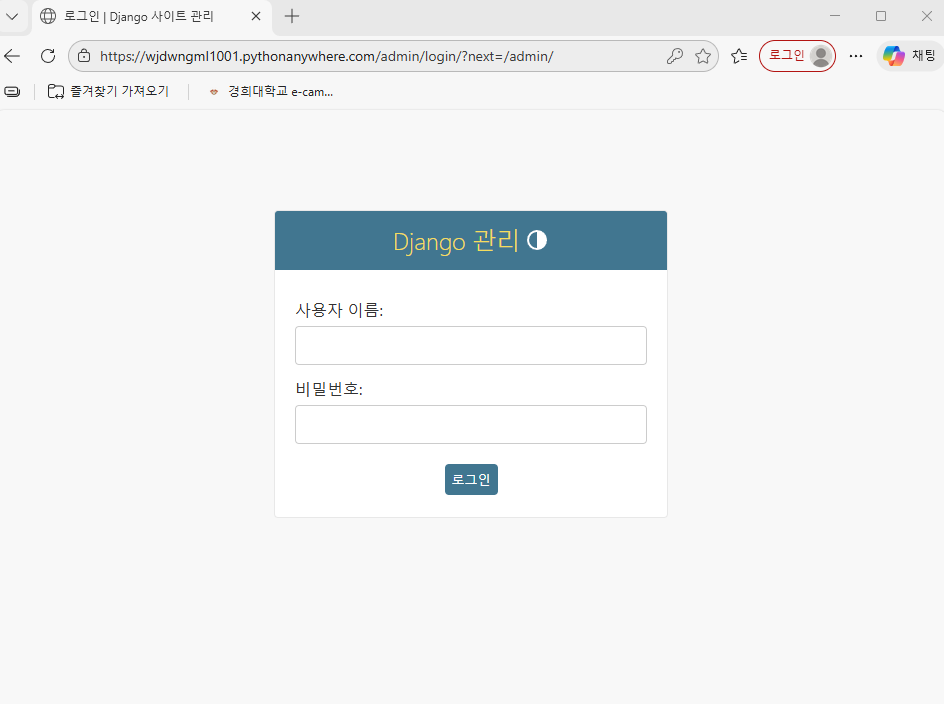 로그인 | Django 사이트 관리
https://wjdwngml1001.pythonanywhere.com/admin/login/?next=/admin/
로그인
채팅
즐겨찾기 가져오기
경희대학교 e-cam...
Django 관리
사용자 이름:
비밀번호:
로그인